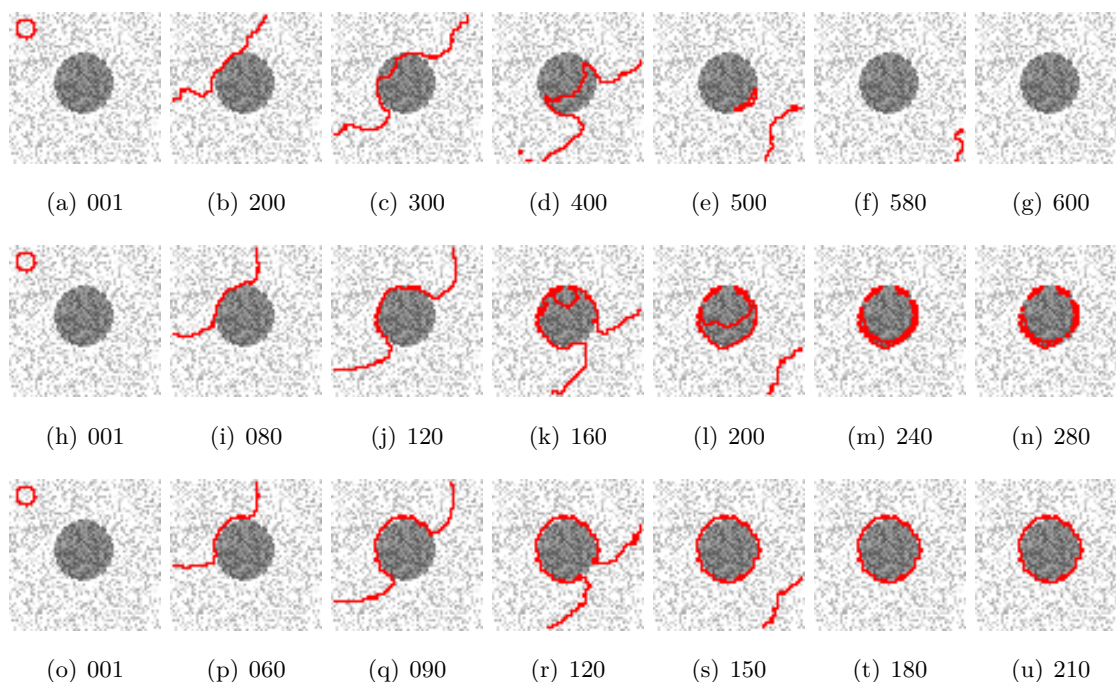 (a) 001 (b) 200 (c) 300 (d) 400 (e) 500 (f) 580 (g) 600
(h) 001 (i) 080 (j) 120 (k) 160 (l) 200 (m) 240 (n) 280
(o) 001 (p) 060 (q) 090 (r) 120 (s) 150 (t) 180 (u) 210